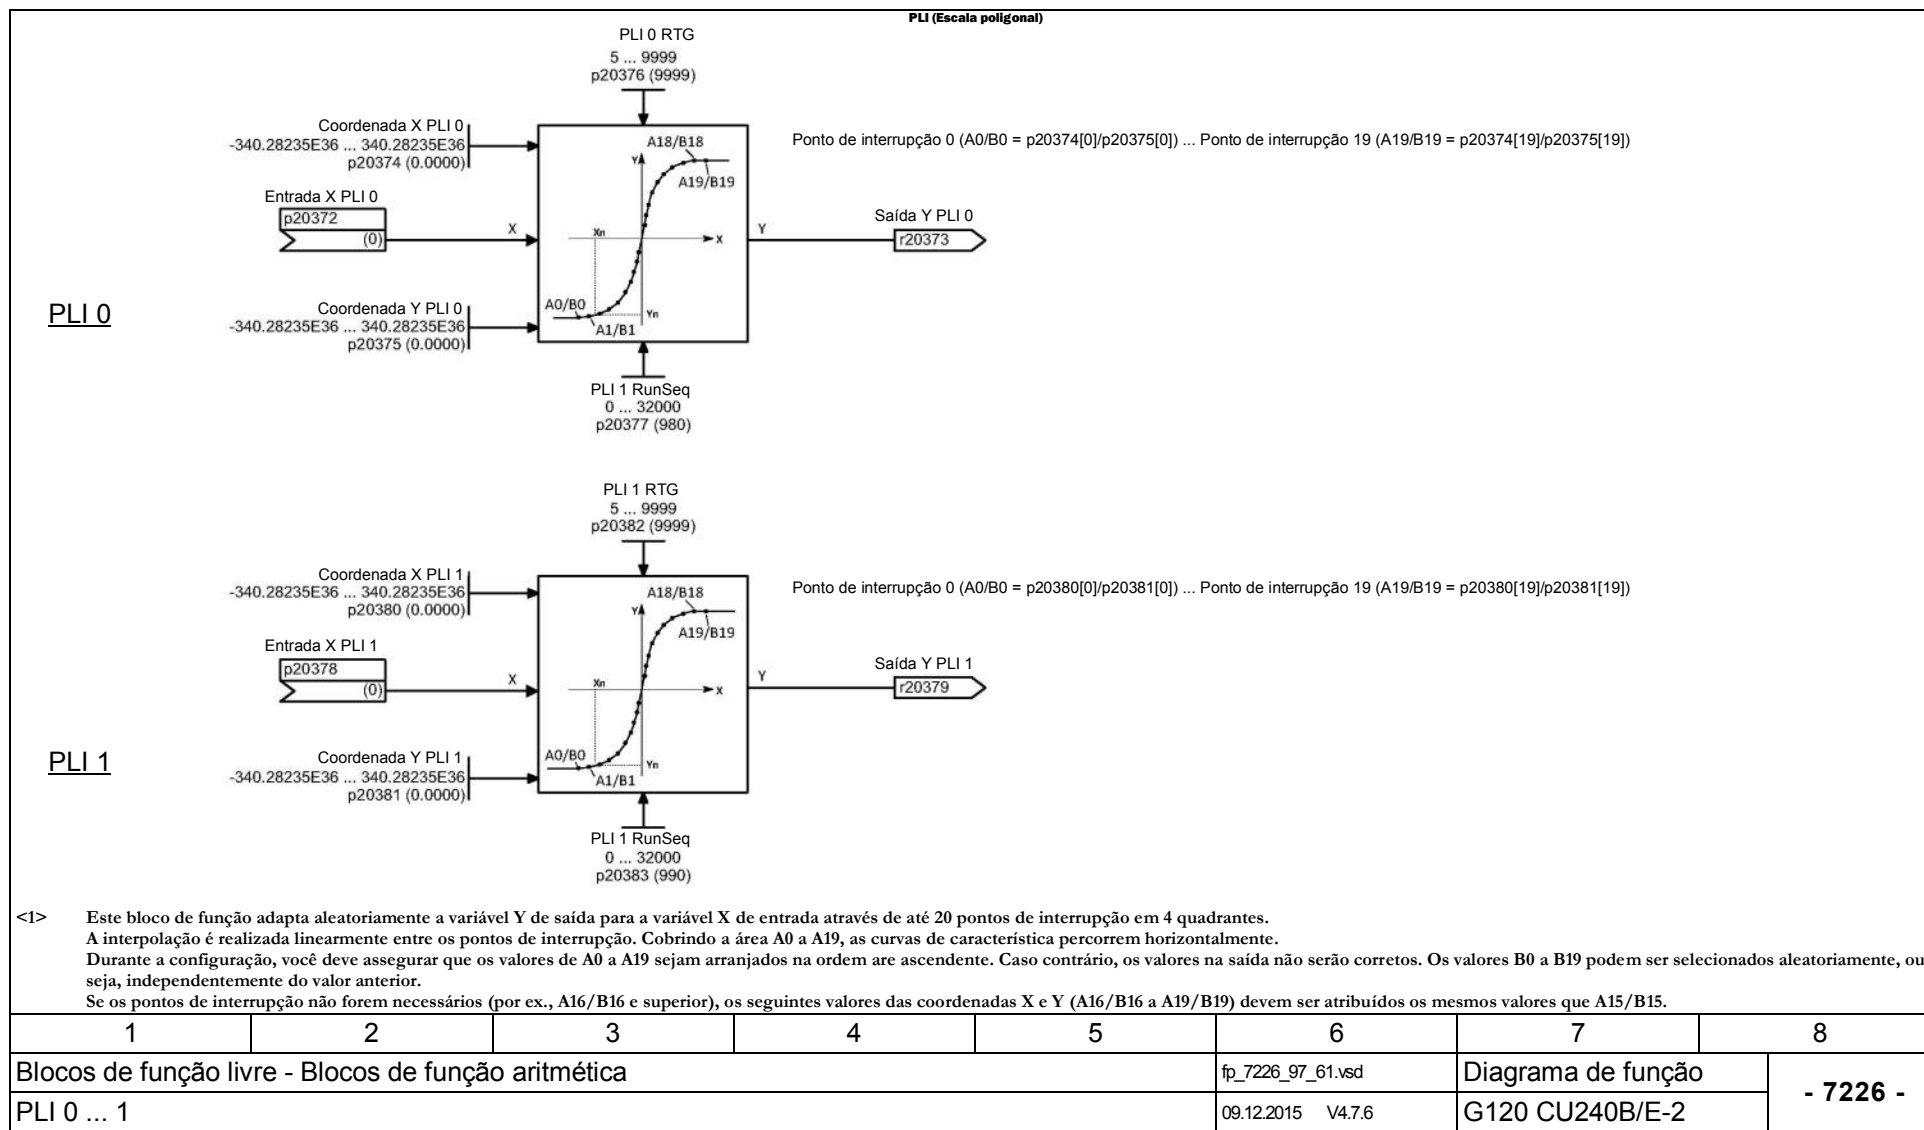 PLI (Escala poligonal)
PLI 0 RTG
5 ... 9999
p20376 (9999)
Coordenada X PLI 0
-340.28235E36 ... 340.28235E36
p20374 (0.0000)
A18/B18
Y
A19/B19
Ponto de interrupção 0 (A0/B0 = p20374[0]/p20375[0]) ... Ponto de interrupção 19 (A19/B19 = p20374[19]/p20375[19])
Entrada X PLI 0
p20372
(0)
X
Xn
X
Y
Saída Y PLI 0
r20373
PLI 0
Coordenada Y PLI 0
-340.28235E36 ... 340.28235E36
p20375 (0.0000)
A0/B0
A1/B1
Yn
PLI 1 RunSeq
0 ... 32000
p20377 (980)
PLI 1 RTG
5 ... 9999
p20382 (9999)
Coordenada X PLI 1
-340.28235E36 ... 340.28235E36
p20380 (0.0000)
A18/B18
Y
A19/B19
Ponto de interrupção 0 (A0/B0 = p20380[0]/p20381[0]) ... Ponto de interrupção 19 (A19/B19 = p20380[19]/p20381[19])
Entrada X PLI 1
p20378
(0)
X
Xn
X
Y
Saída Y PLI 1
r20379
PLI 1
Coordenada Y PLI 1
-340.28235E36 ... 340.28235E36
p20381 (0.0000)
A0/B0
A1/B1
Yn
PLI 1 RunSeq
0 ... 32000
p20383 (990)
<1> Este bloco de função adapta aleatoriamente a variável Y de saída para a variável X de entrada através de até 20 pontos de interrupção em 4 quadrantes.
A interpolação é realizada linearmente entre os pontos de interrupção. Cobrindo a área A0 a A19, as curvas de característica percorrem horizontalmente.
Durante a configuração, você deve assegurar que os valores de A0 a A19 sejam arranjados na ordem are ascendente. Caso contrário, os valores na saída não serão corretos. Os valores B0 a B19 podem ser selecionados aleatoriamente, ou
seja, independentemente do valor anterior.
Se os pontos de interrupção não forem necessários (por ex., A16/B16 e superior), os seguintes valores das coordenadas X e Y (A16/B16 a A19/B19) devem ser atribuídos os mesmos valores que A15/B15.
1 2 3 4 5 6 7 8
Blocos de função livre - Blocos de função aritmética
fp_7226_97_61.vsd
Diagrama de função
- 7226 -
PLI 0 ... 1
09.12.2015 V4.7.6
G120 CU240B/E-2